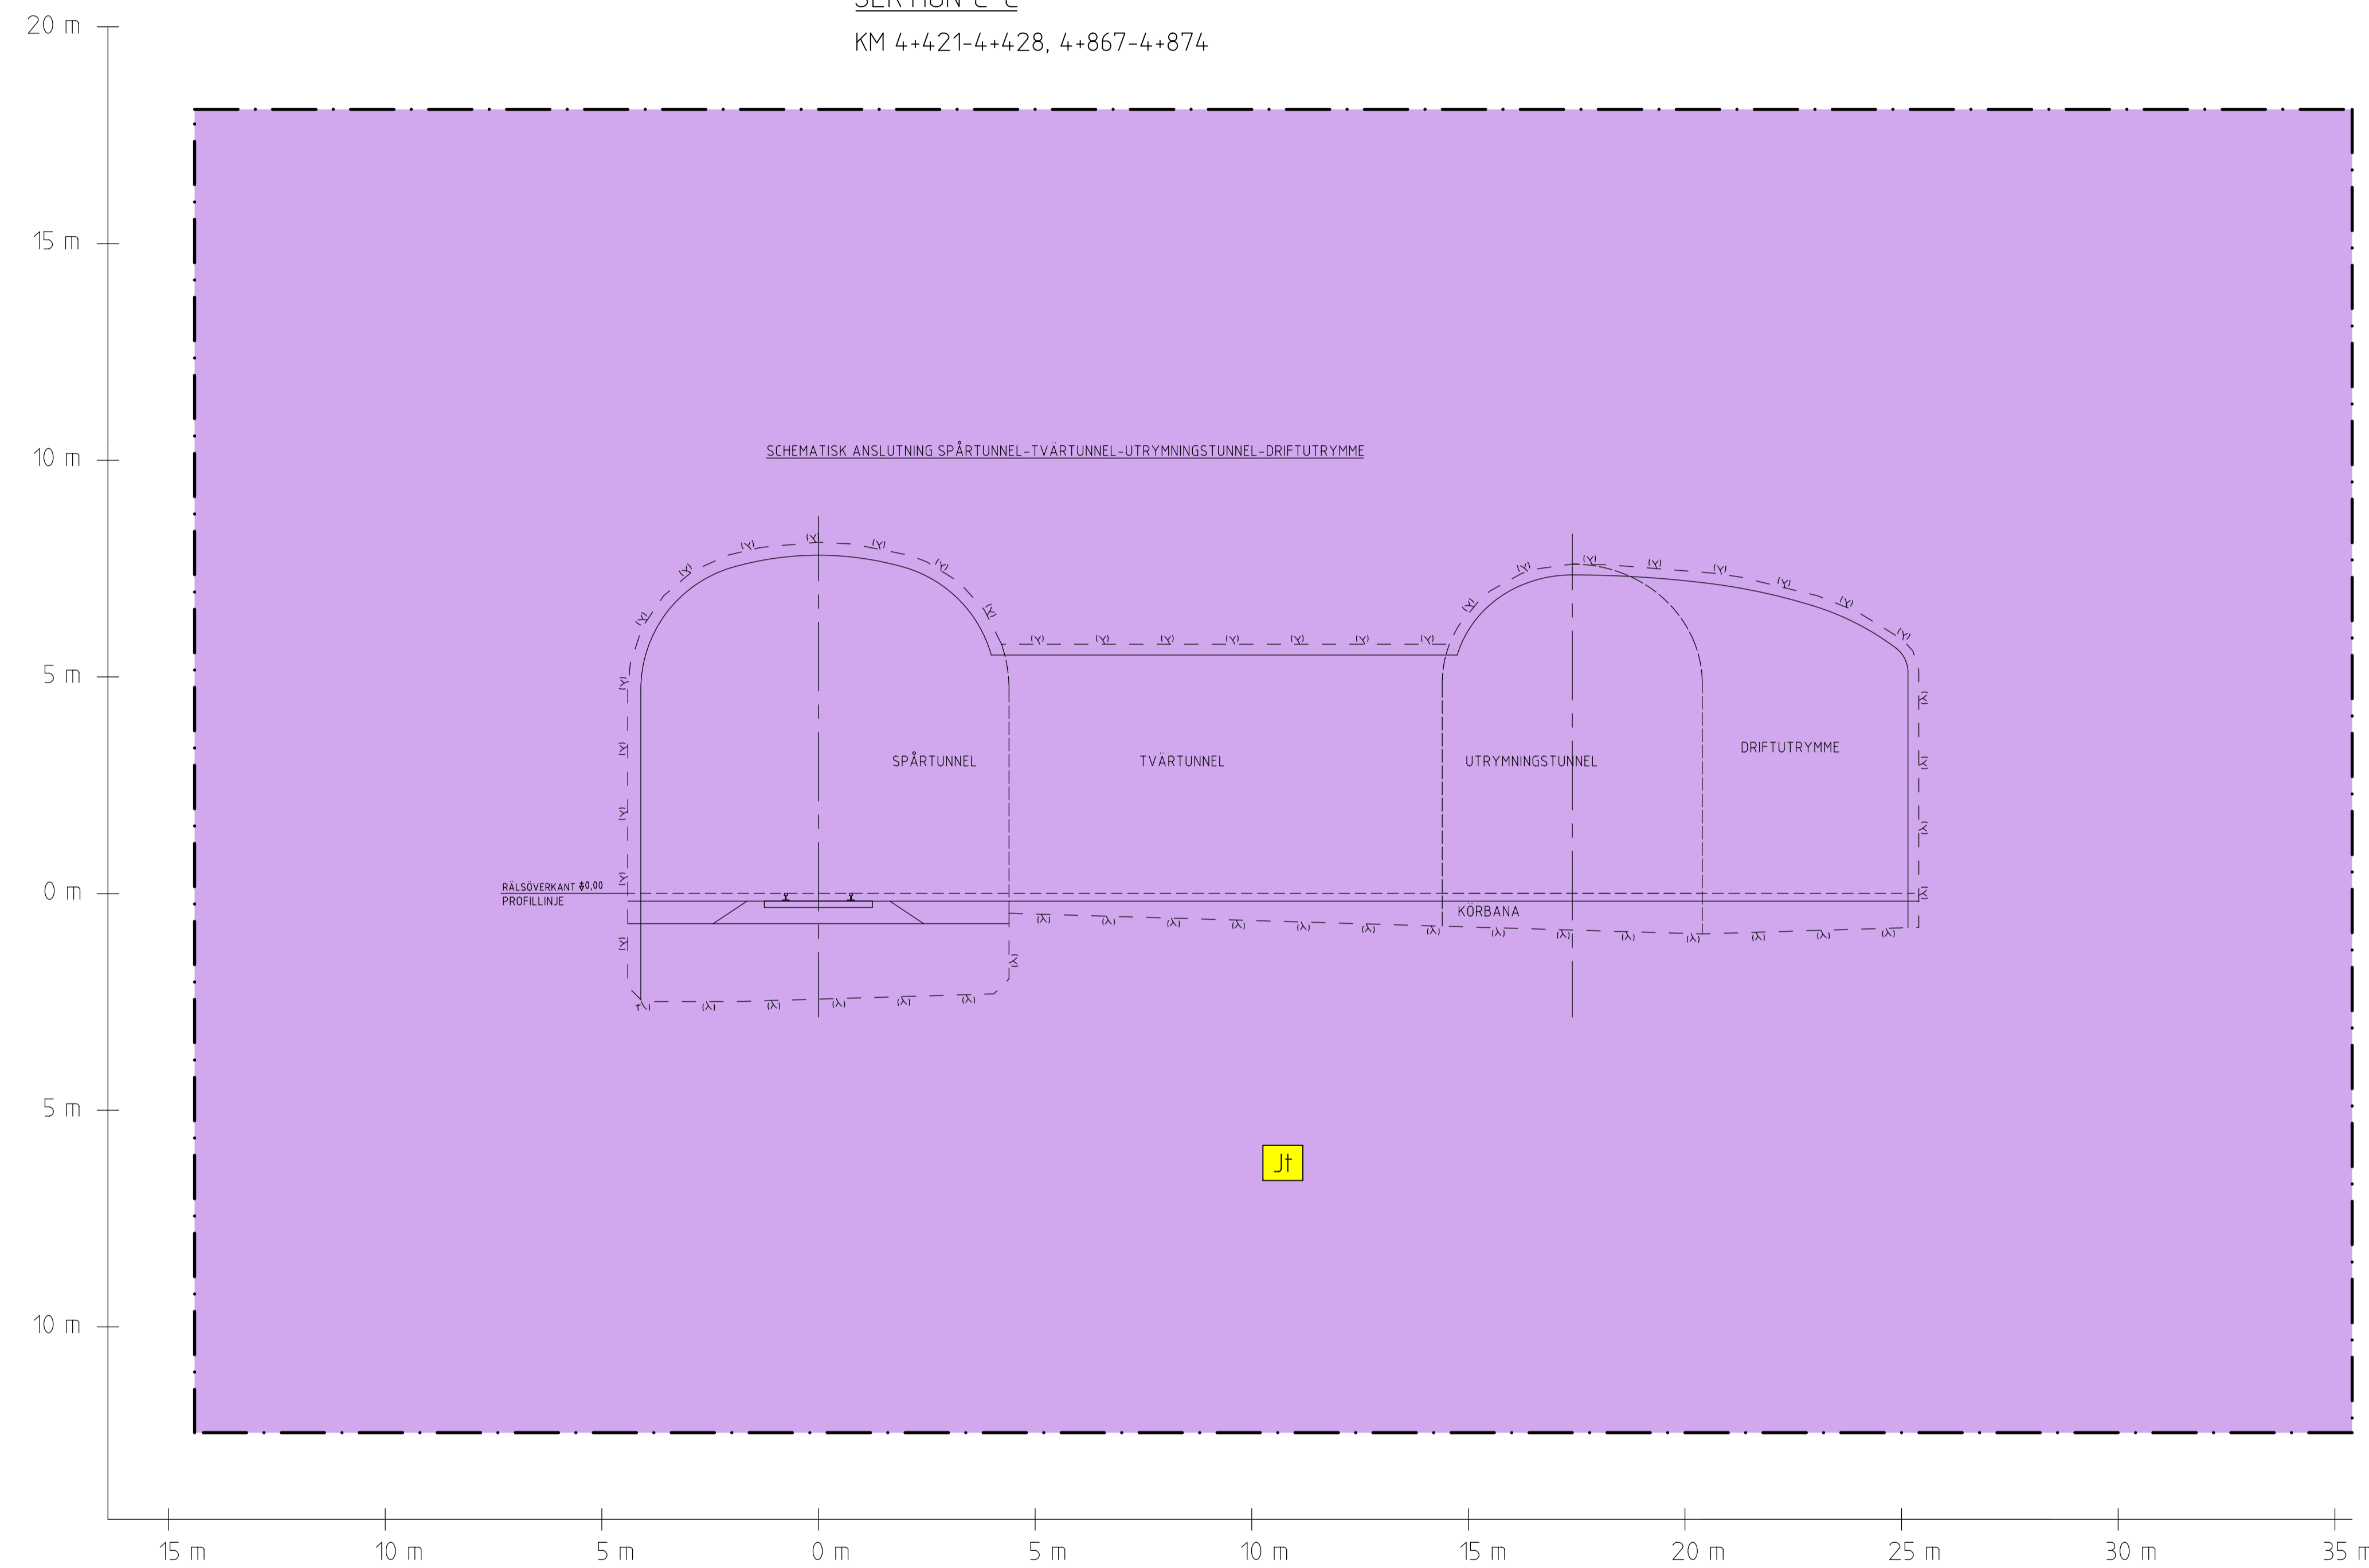 KM 4+421-4+428, 4+867-4+874
20 m
15 m
10 m
5 m
0 m
5 m
10 m
SCHEMATISK ANSLUTNING SPÅRTUNNEL-TVÄRTUNNEL-UTRYMNINGSTUNNEL-DRIFTUTRYMME
SPÅRTUNNEL
TVÄRTUNNEL
UTRYMNINGSTUNNEL
DRIFTUTRYMME
RÄLSÖVERKANT ±0,00
PROFILLINJE
KÖRBANA
Jt
15 m
10 m
5 m
0 m
5 m
10 m
15 m
20 m
25 m
30 m
35 m